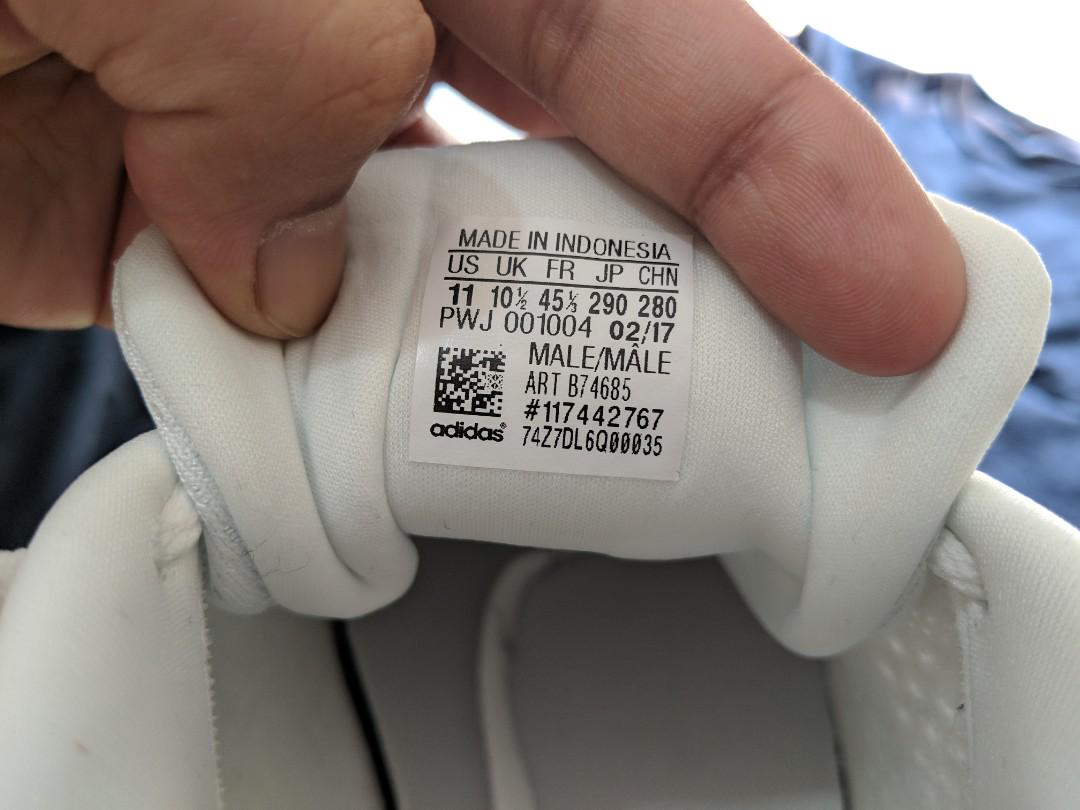 MADE IN INDONESIA
US UK FR JP CHN
11 10½ 45⅓ 290 280
PWJ 001004 02/17
MALE/MÂLE
ART B74685
#117442767
adidas® 74Z7DL6Q00035